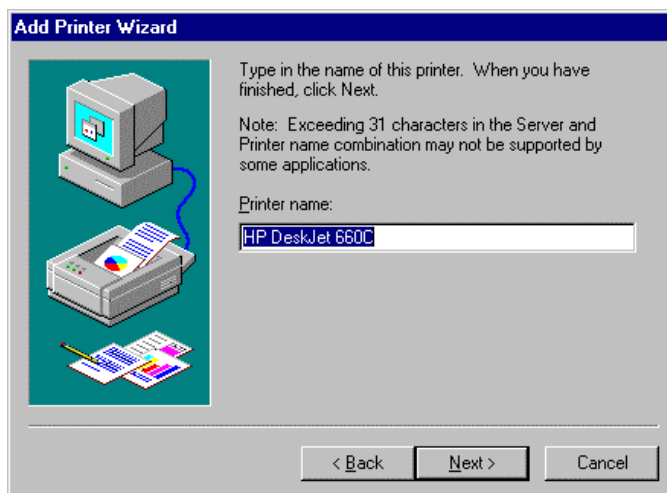 Add Printer Wizard
Type in the name of this printer. When you have
finished, click Next.
Note: Exceeding 31 characters in the Server and
Printer name combination may not be supported by
some applications.
Printer name:
HP DeskJet 660C
< Back
Next >
Cancel